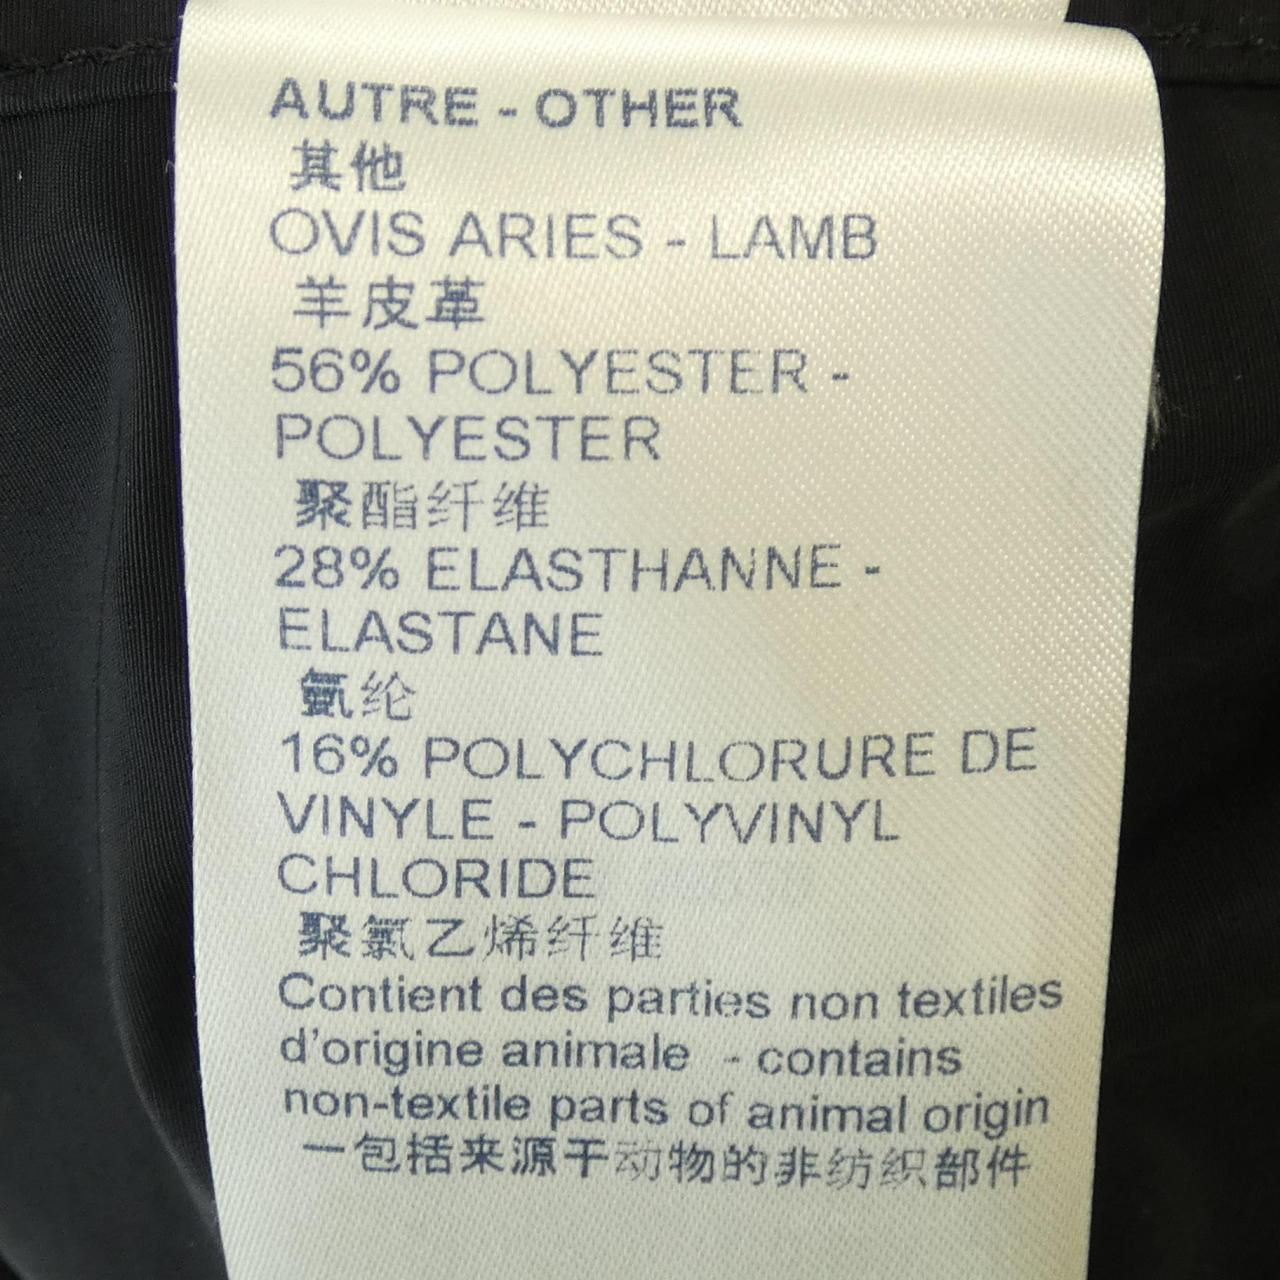 AUTRE - OTHER
其他
OVIS ARIES - LAMB
羊皮革
56% POLYESTER -
POLYESTER
聚酯纤维
28% ELASTHANNE -
ELASTANE
氨纶
16% POLYCHLORURE DE
VINYLE - POLYVINYL
CHLORIDE
聚氯乙烯纤维
Contient des parties non textiles
d'origine animale - contains
non-textile parts of animal origin
一包括来源于动物的非纺织部件